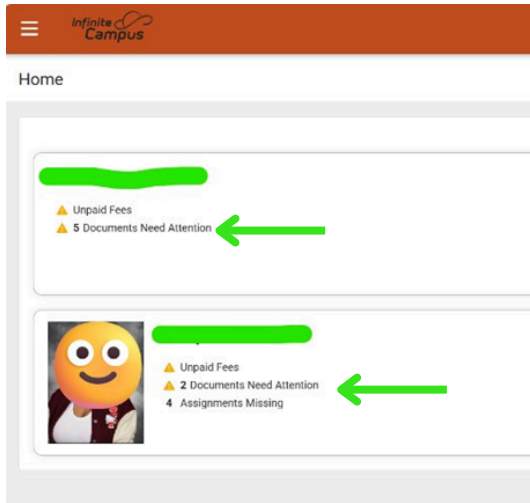 Infinite
Campus
Home
Unpaid Fees
5 Documents Need Attention
Unpaid Fees
2 Documents Need Attention
4 Assignments Missing